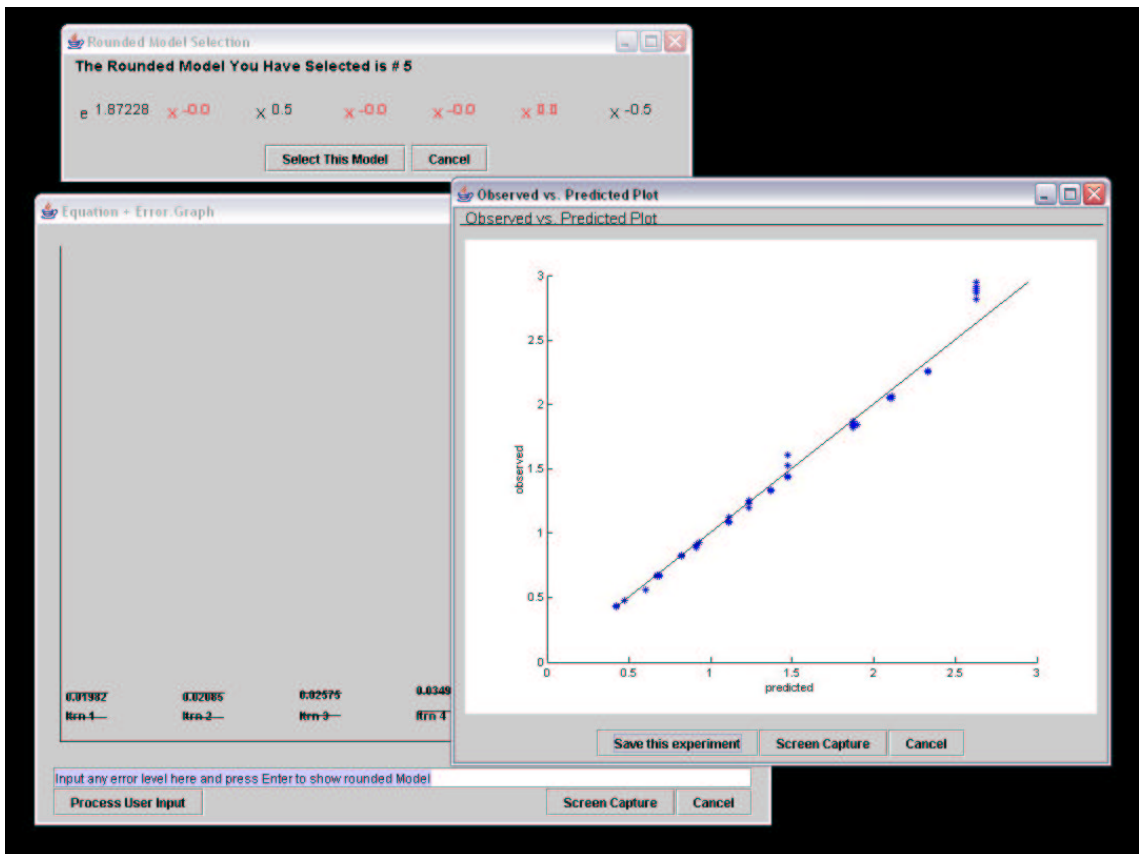 Rounded Model Selection
The Rounded Model You Have Selected is # 5
e 1.87228 X -0.0 X 0.5 X -0.0 X -0.0 X 0.0 X -0.5
Select This Model Cancel
Equation + Error.Graph
0.01982 0.02085 0.02575 0.0349
Itrn 1 Itrn 2 Itrn 3 Itrn 4
Input any error level here and press Enter to show rounded Model
Process User Input Screen Capture Cancel
Observed vs. Predicted Plot
Observed vs. Predicted Plot
3
2.5
2
1.5
1
0.5
0
observed
0 0.5 1 1.5 2 2.5 3
predicted
Save this experiment Screen Capture Cancel